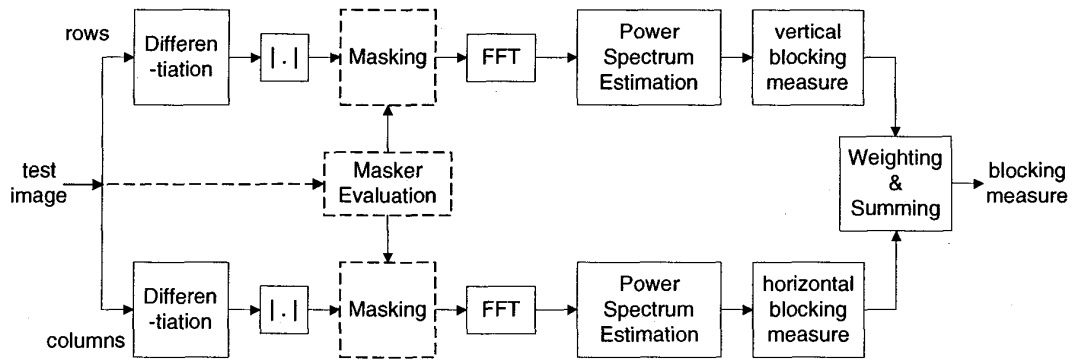 rows
Differen
-tiation
|.|
Masking
FFT
Power
Spectrum
Estimation
vertical
blocking
measure
test
image
Masker
Evaluation
Weighting
&
Summing
blocking
measure
columns
Differen
-tiation
|.|
Masking
FFT
Power
Spectrum
Estimation
horizontal
blocking
measure